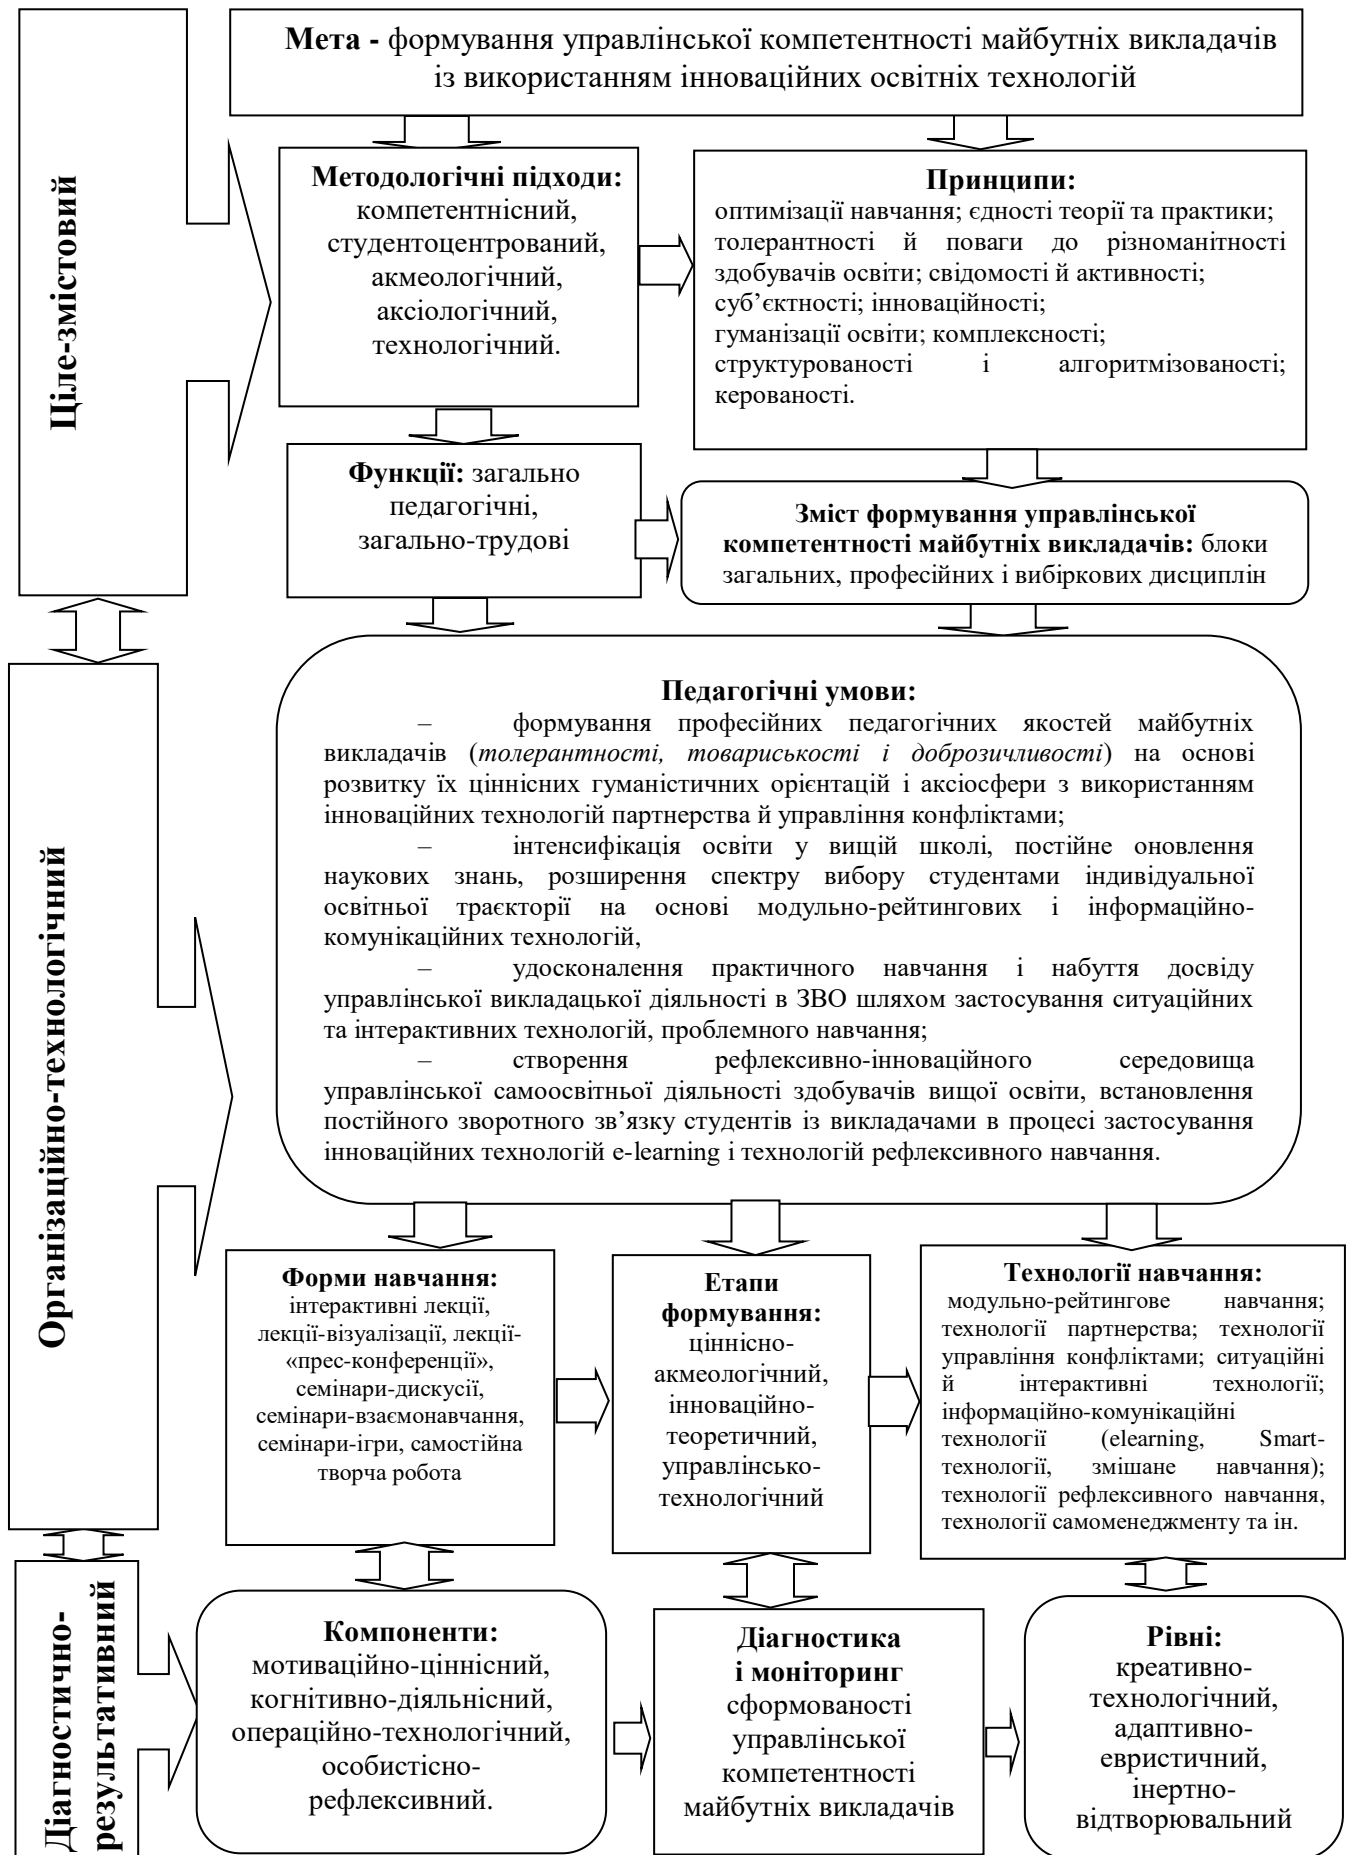 Мета - формування управлінської компетентності майбутніх викладачів
із використанням інноваційних освітніх технологій
Ціле-змістовий
Методологічні підходи:
компетентнісний,
студентоцентрований,
акмеологічний,
аксіологічний,
технологічний.
Принципи:
оптимізації навчання; єдності теорії та практики;
толерантності й поваги до різноманітності
здобувачів освіти; свідомості й активності;
суб’єктності; інноваційності;
гуманізації освіти; комплексності;
структурованості і алгоритмізованості;
керованості.
Функції: загально
педагогічні,
загально-трудові
Зміст формування управлінської
компетентності майбутніх викладачів: блоки
загальних, професійних і вибіркових дисциплін
Організаційно-технологічний
Педагогічні умови:
– формування професійних педагогічних якостей майбутніх
викладачів (толерантності, товариськості і доброзичливості) на основі
розвитку їх ціннісних гуманістичних орієнтацій і аксіосфери з використанням
інноваційних технологій партнерства й управління конфліктами;
– інтенсифікація освіти у вищій школі, постійне оновлення
наукових знань, розширення спектру вибору студентами індивідуальної
освітньої траєкторії на основі модульно-рейтингових і інформаційно-
комунікаційних технологій,
– удосконалення практичного навчання і набуття досвіду
управлінської викладацької діяльності в ЗВО шляхом застосування ситуаційних
та інтерактивних технологій, проблемного навчання;
– створення рефлексивно-інноваційного середовища
управлінської самоосвітньої діяльності здобувачів вищої освіти, встановлення
постійного зворотного зв’язку студентів із викладачами в процесі застосування
інноваційних технологій e-learning і технологій рефлексивного навчання.
Форми навчання:
інтерактивні лекції,
лекції-візуалізації, лекції-
«прес-конференції»,
семінари-дискусії,
семінари-взаємонавчання,
семінари-ігри, самостійна
творча робота
Етапи
формування:
ціннісно-
акмеологічний,
інноваційно-
теоретичний,
управлінсько-
технологічний
Технології навчання:
модульно-рейтингове навчання;
технології партнерства; технології
управління конфліктами; ситуаційні
й інтерактивні технології;
інформаційно-комунікаційні
технології (elearning, Smart-
технології, змішане навчання);
технології рефлексивного навчання,
технології самоменеджменту та ін.
Діагностично-
результативний
Компоненти:
мотиваційно-ціннісний,
когнітивно-діяльнісний,
операційно-технологічний,
особистісно-
рефлексивний.
Діагностика
і моніторинг
сформованості
управлінської
компетентності
майбутніх викладачів
Рівні:
креативно-
технологічний,
адаптивно-
евристичний,
інертно-
відтворювальний